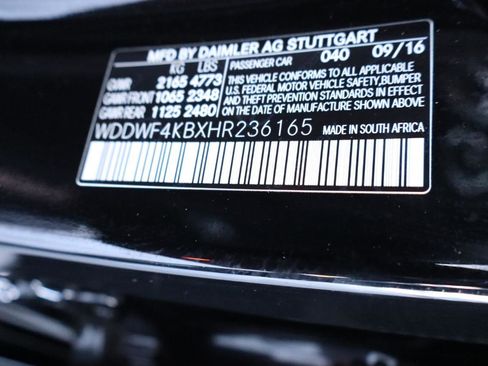 MFD BY DAIMLER AG STUTTGART
KG LBS PASSENGER CAR 040 09/16
GVWR 2165 4773 THIS VEHICLE CONFORMS TO ALL APPLICABLE
GAWR FRONT 1065 2348 U.S. FEDERAL MOTOR VEHICLE SAFETY, BUMPER
GAWR REAR 1125 2480 AND THEFT PREVENTION STANDARDS IN EFFECT
ON THE DATE OF MANUFACTURE SHOWN ABOVE.
WDDWF4KBXHR236165 MADE IN SOUTH AFRICA